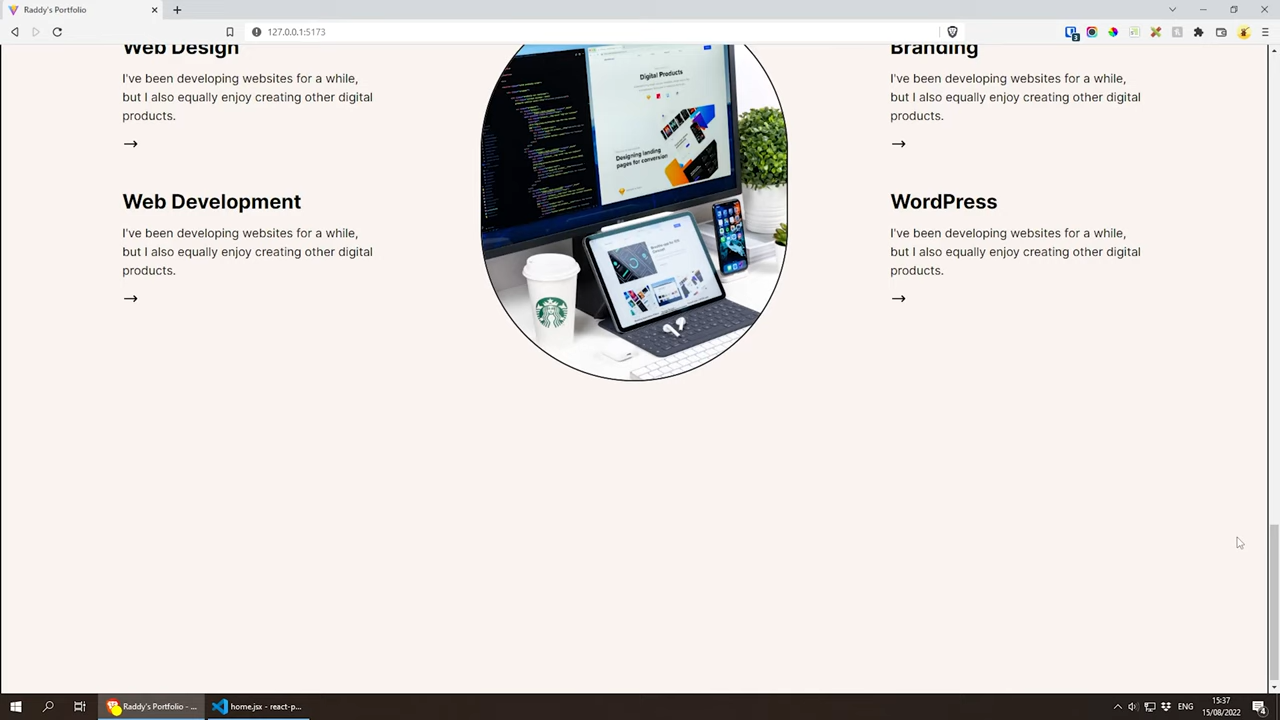 Raddy's Portfolio
127.0.0.1:5173
Web Design
I've been developing websites for a while,
but I also equally enjoy creating other digital
products.
Web Development
I've been developing websites for a while,
but I also equally enjoy creating other digital
products.
Digital Products
Designing landing
pages for conversion
Branding
I've been developing websites for a while,
but I also equally enjoy creating other digital
products.
WordPress
I've been developing websites for a while,
but I also equally enjoy creating other digital
products.
Raddy's Portfolio - ...
home.jsx - react-p...
ENG
15:37
15/08/2022
4